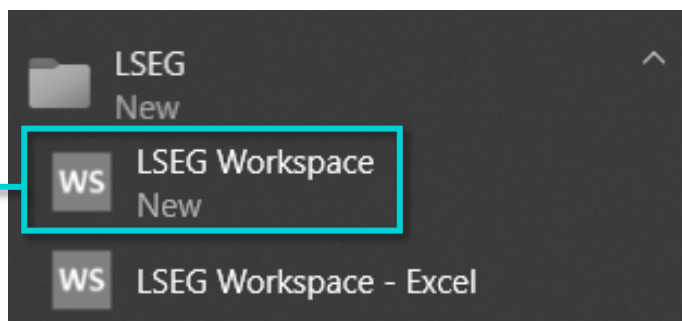 LSEG
New
WS LSEG Workspace
New
WS LSEG Workspace - Excel